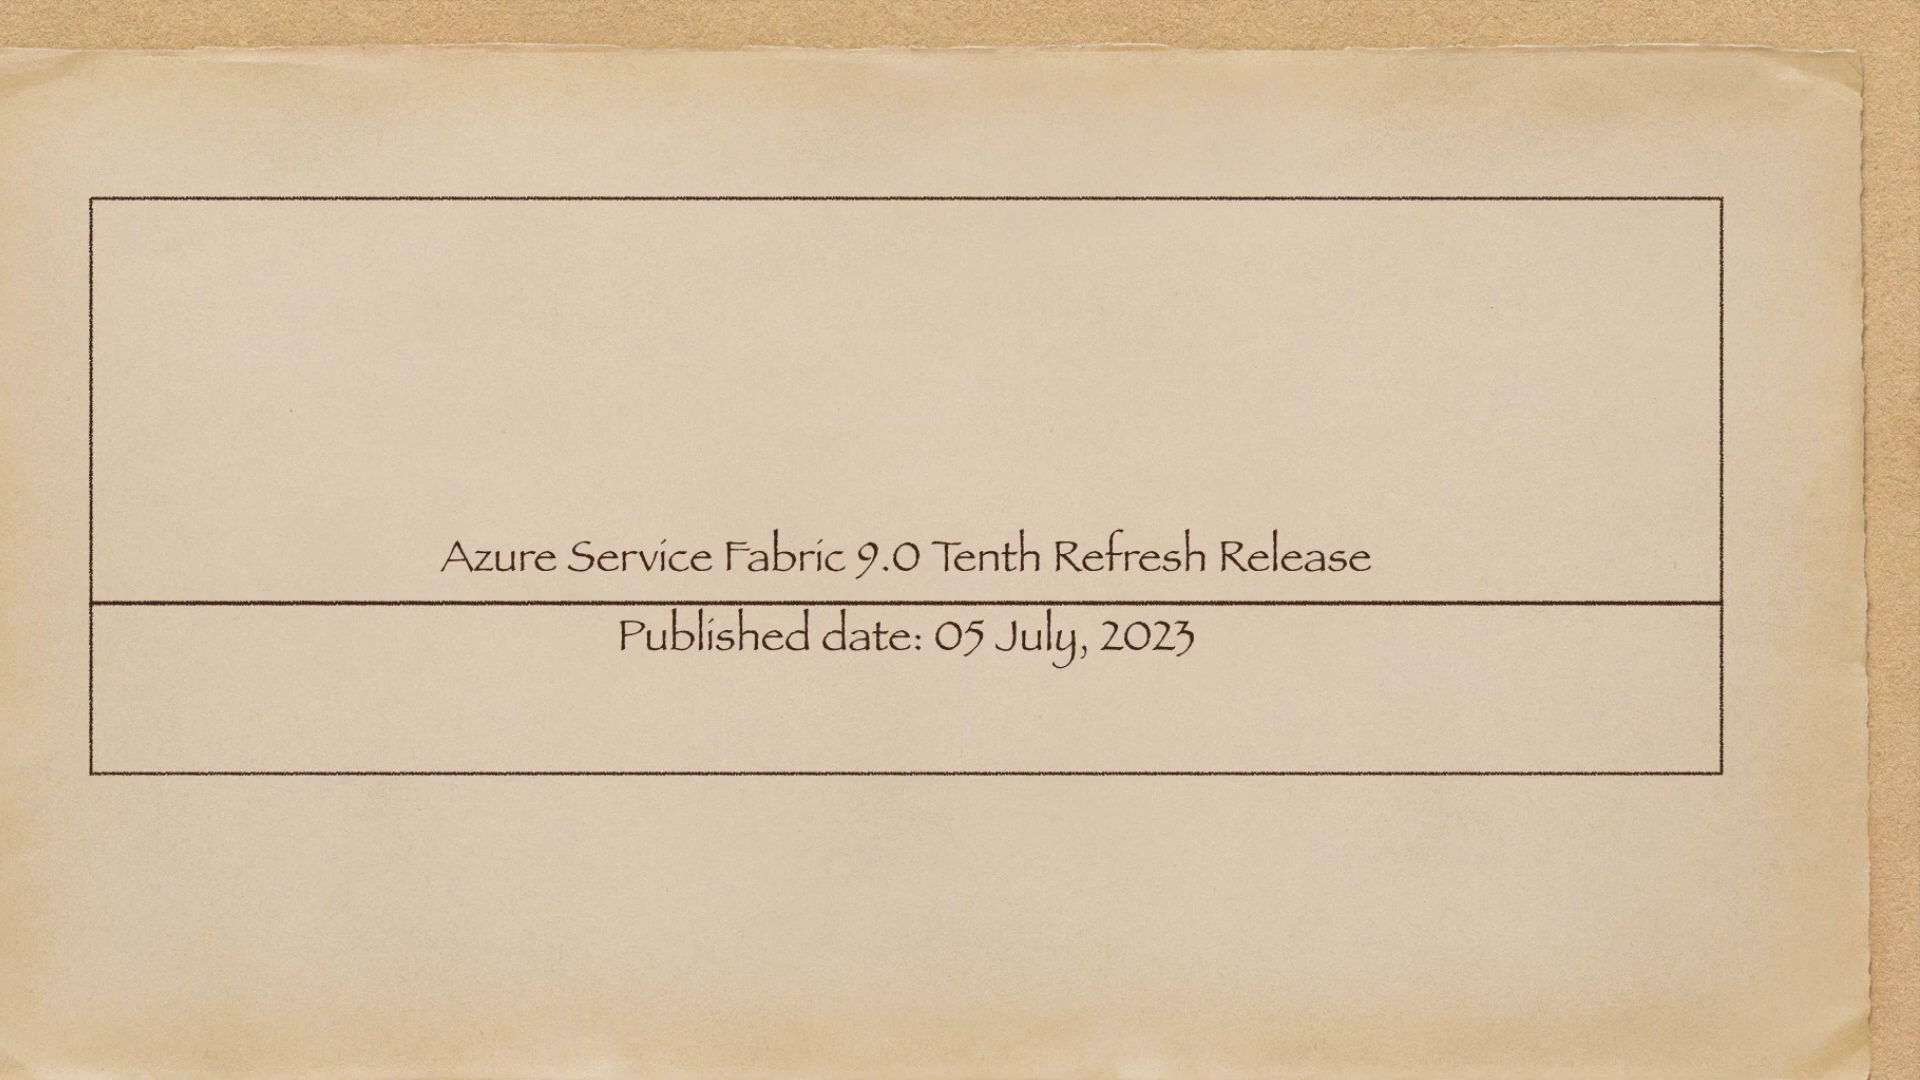 Azure Service Fabric 9.0 Tenth Refresh Release
Published date: 05 July, 2023